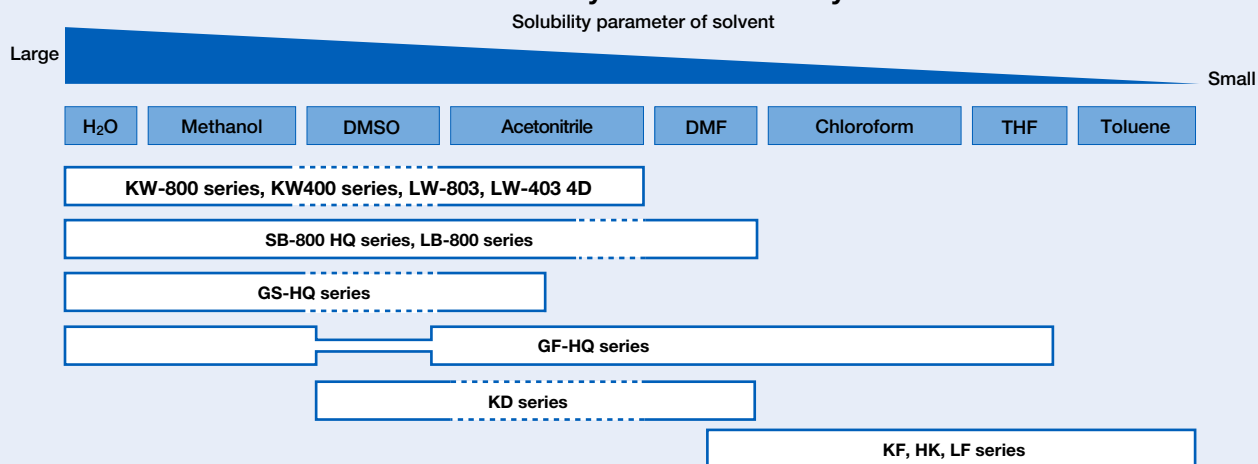 Solubility parameter of solvent
Large
Small
H₂O Methanol DMSO Acetonitrile DMF Chloroform THF Toluene
KW-800 series, KW400 series, LW-803, LW-403 4D
SB-800 HQ series, LB-800 series
GS-HQ series
GF-HQ series
KD series
KF, HK, LF series